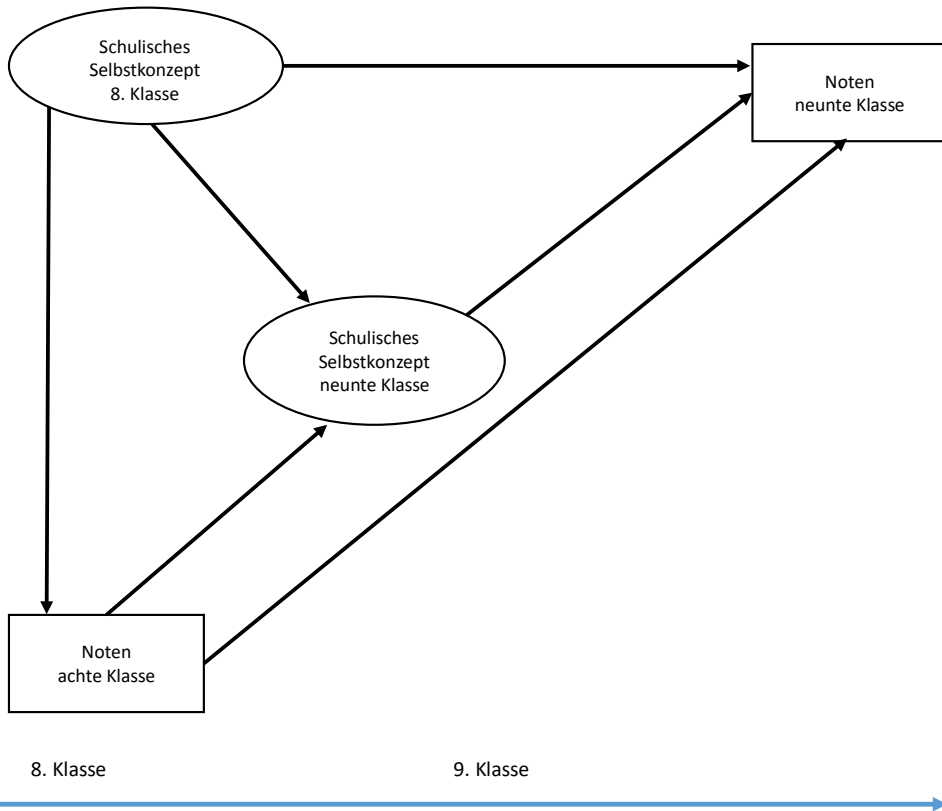 Schulisches
Selbstkonzept
8. Klasse
Noten
neunte Klasse
Schulisches
Selbstkonzept
neunte Klasse
Noten
achte Klasse
8. Klasse
9. Klasse